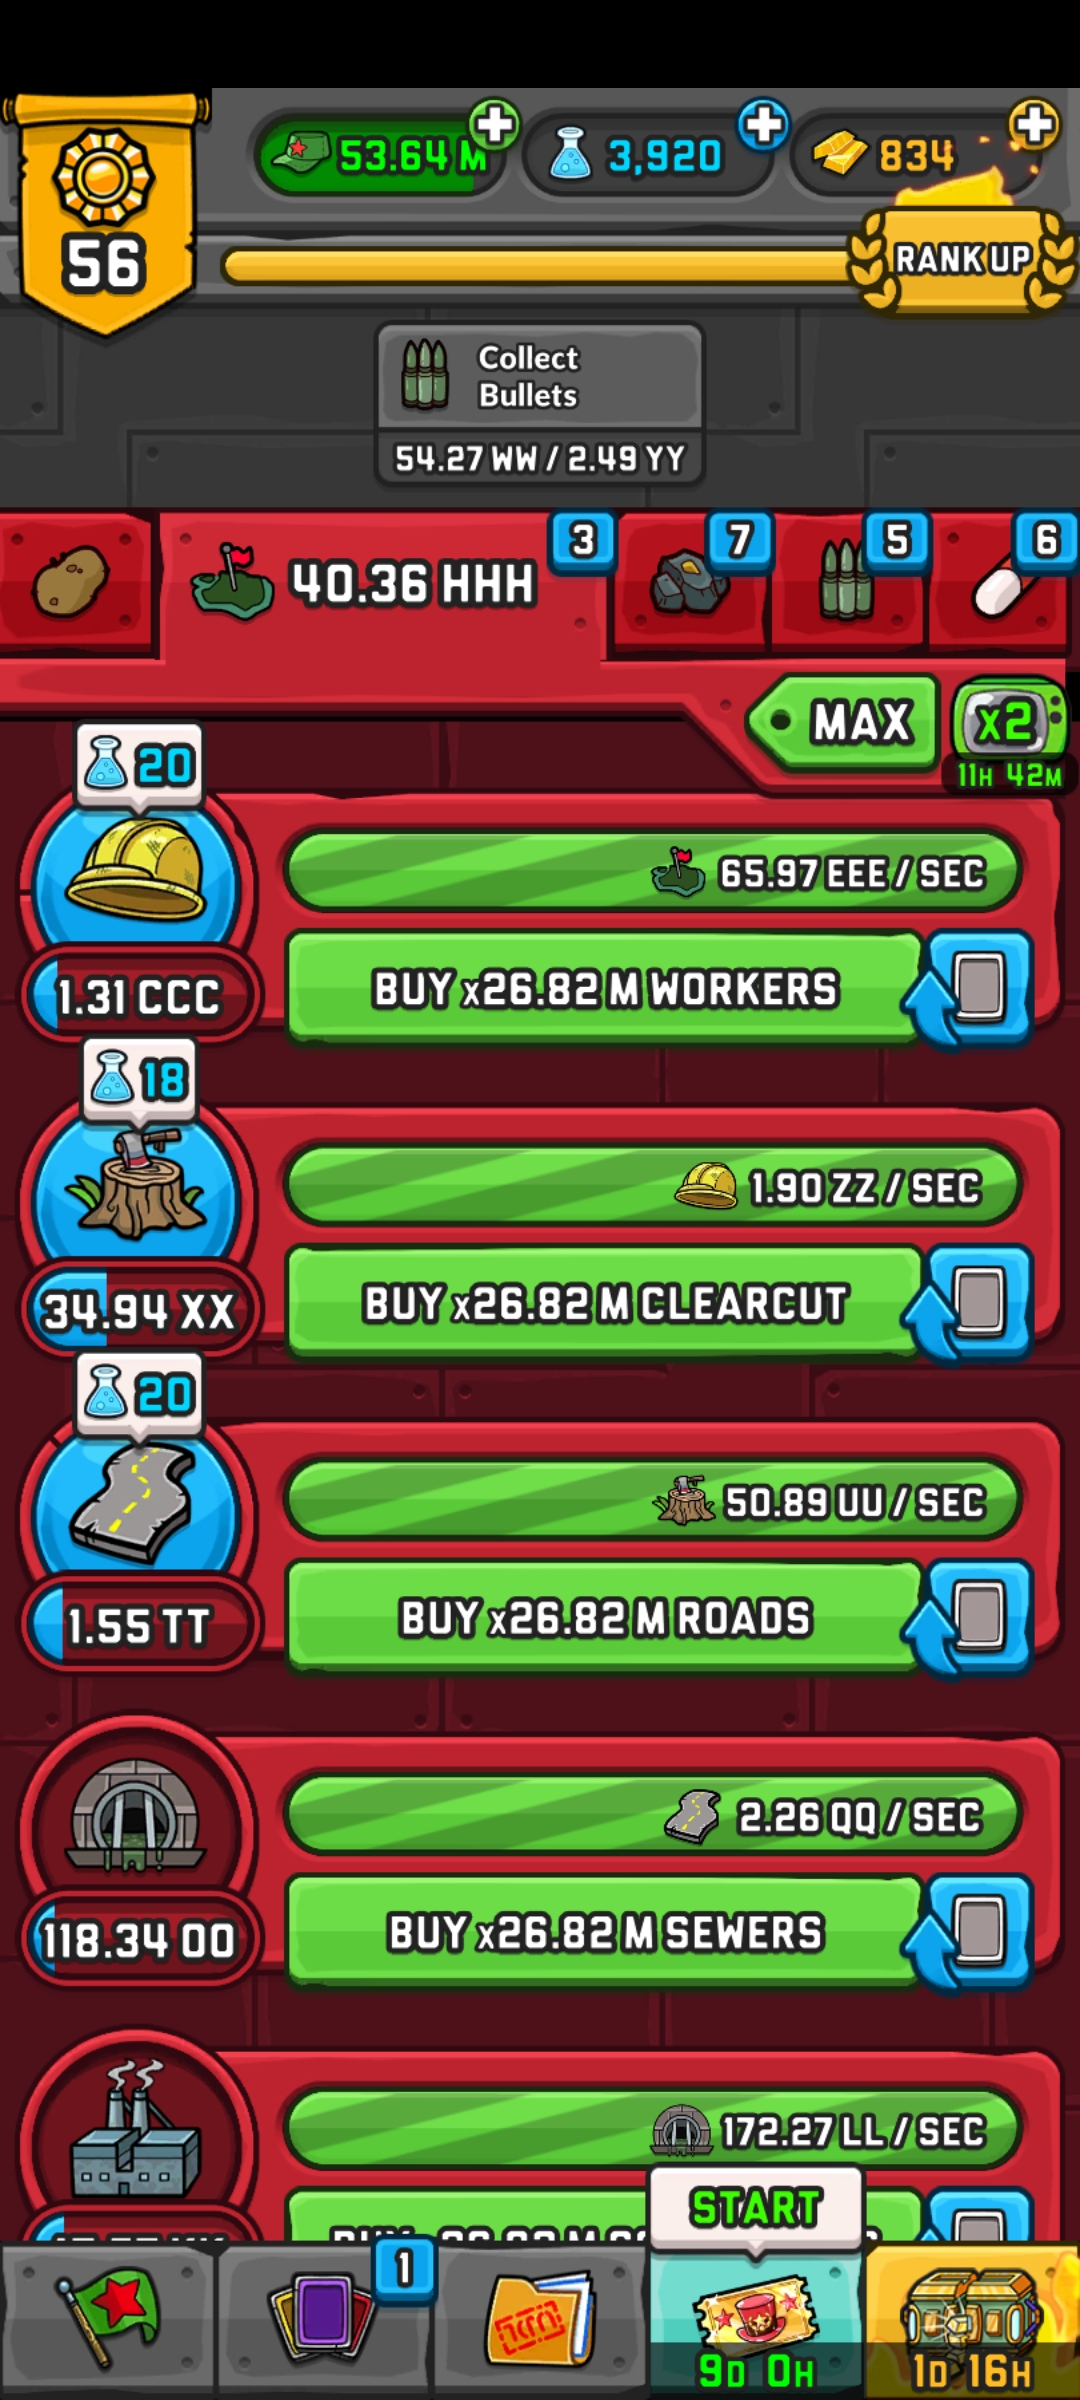 53.64 M
3,920
834
56
RANK UP
Collect
Bullets
54.27 WW / 2.49 YY
40.36 HHH
3
7
5
6
MAX
x2
11H 42M
20
65.97 EEE / SEC
1.31 CCC
BUY x26.82 M WORKERS
18
1.90 ZZ / SEC
34.94 XX
BUY x26.82 M CLEARCUT
20
50.89 UU / SEC
1.55 TT
BUY x26.82 M ROADS
2.26 QQ / SEC
118.34 OO
BUY x26.82 M SEWERS
172.27 LL / SEC
START
1
9D 0H
1D 16H